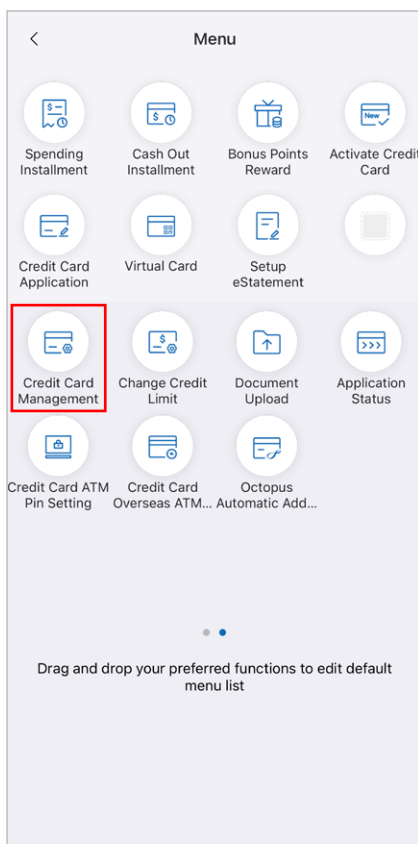 Menu
Spending Installment
Cash Out Installment
Bonus Points Reward
Activate Credit Card
Credit Card Application
Virtual Card
Setup eStatement
Credit Card Management
Change Credit Limit
Document Upload
Application Status
Credit Card ATM Pin Setting
Credit Card Overseas ATM...
Octopus Automatic Add...
Drag and drop your preferred functions to edit default
menu list